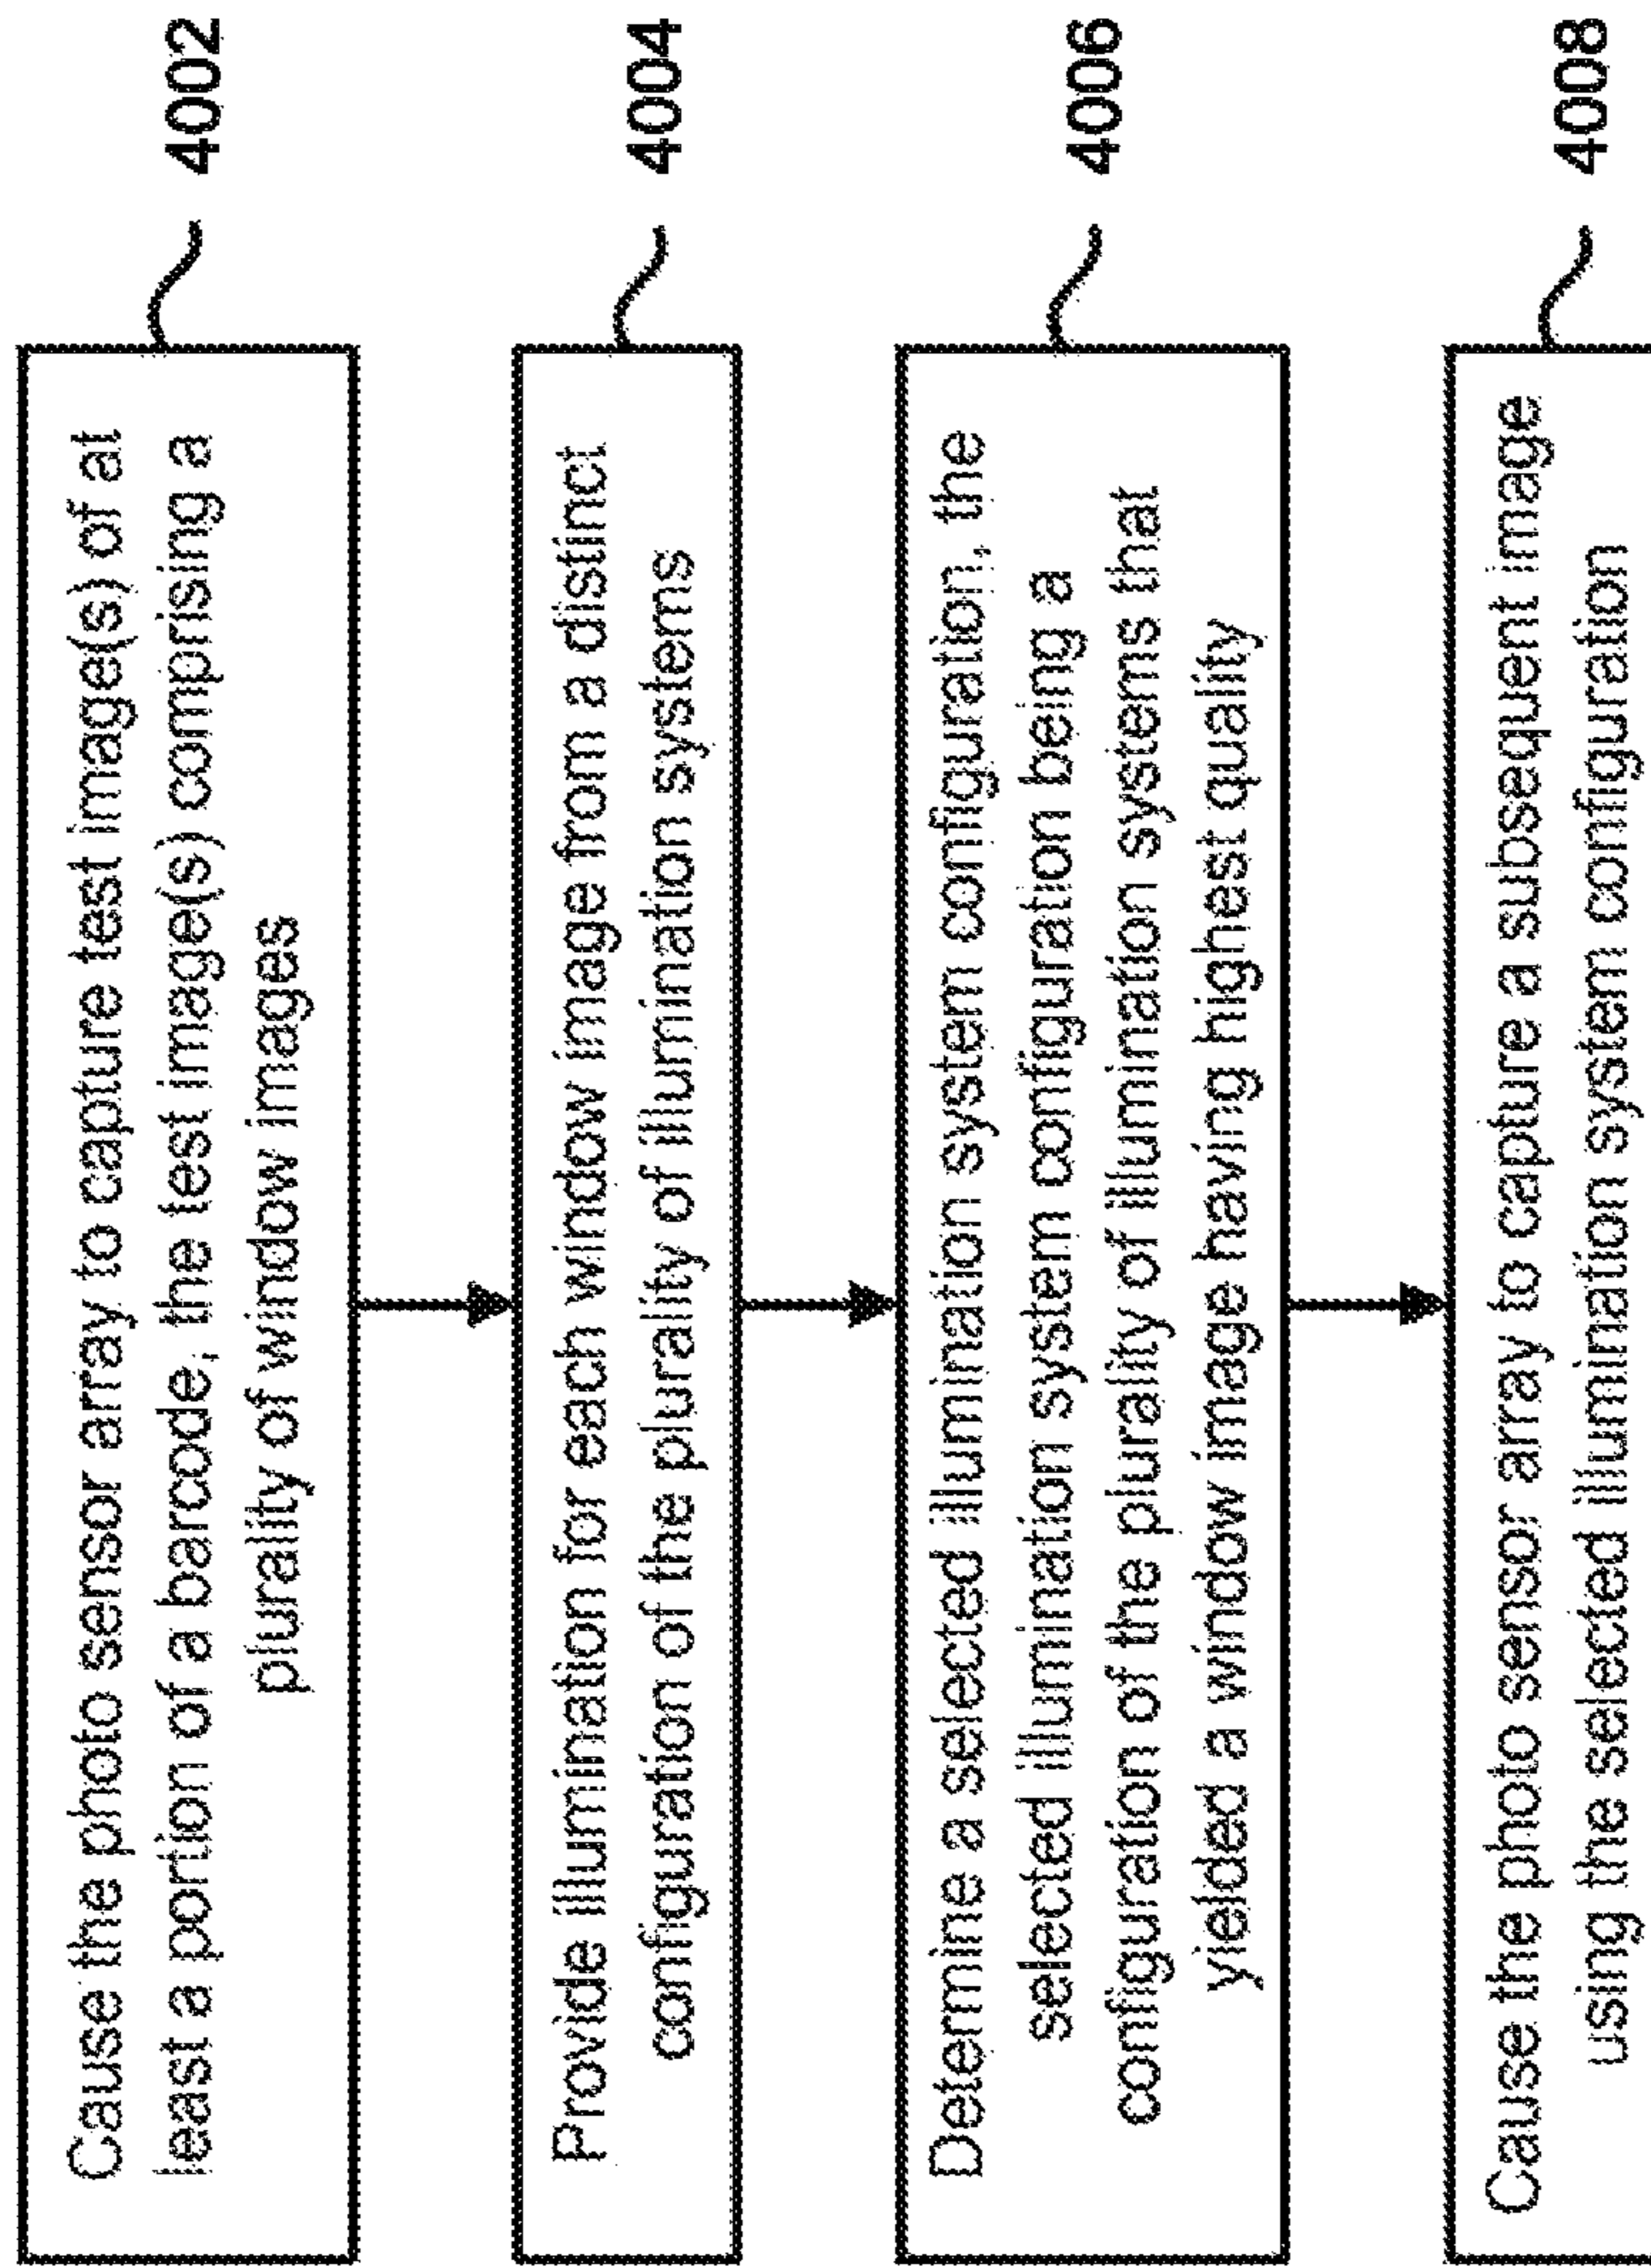 Cause the photo sensor array to capture test image(s) of at
least a portion of a barcode, the test image(s) comprising a
plurality of window images
4002
Provide illumination for each window image from a distinct
configuration of the plurality of illumination systems
4004
Determine a selected illumination system configuration, the
selected illumination system configuration being a
configuration of the plurality of illumination systems that
yielded a window image having highest quality
4006
Cause the photo sensor array to capture a subsequent image
using the selected illumination system configuration
4008